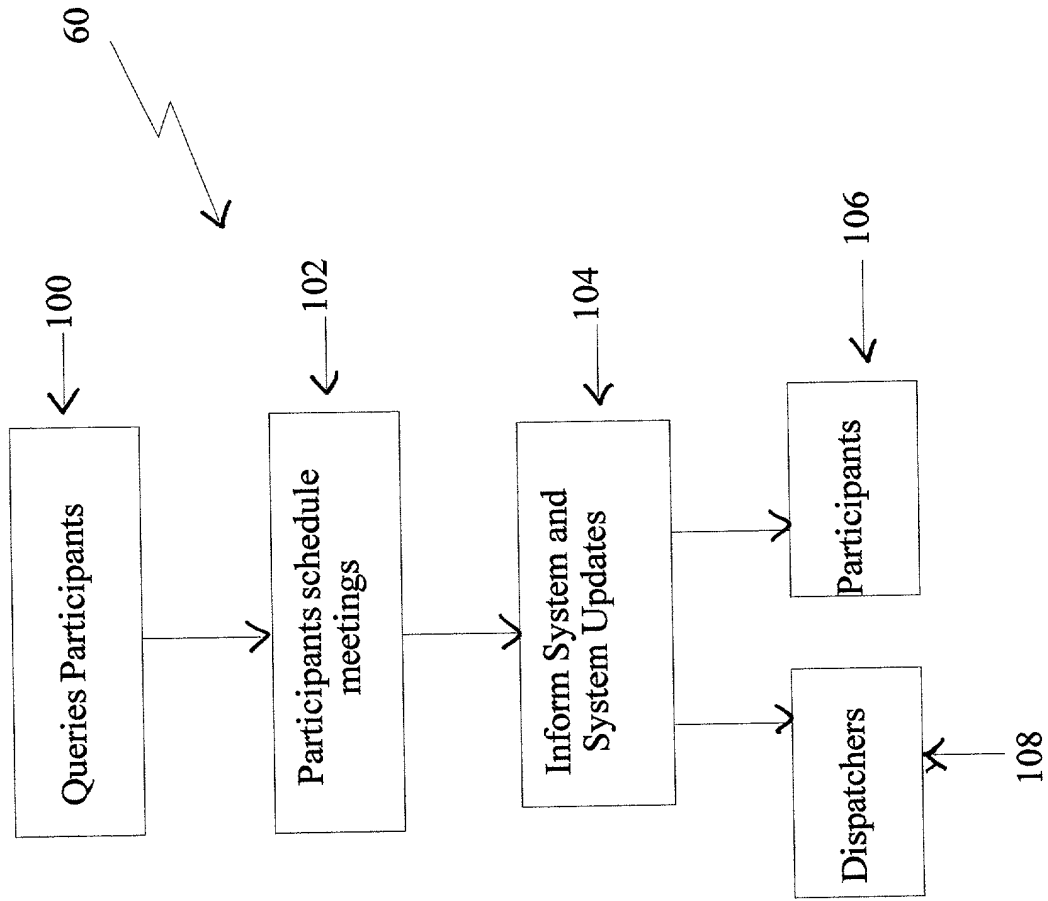 60
Queries Participants
100
Participants schedule
meetings
102
Inform System and
System Updates
104
Participants
106
Dispatchers
108